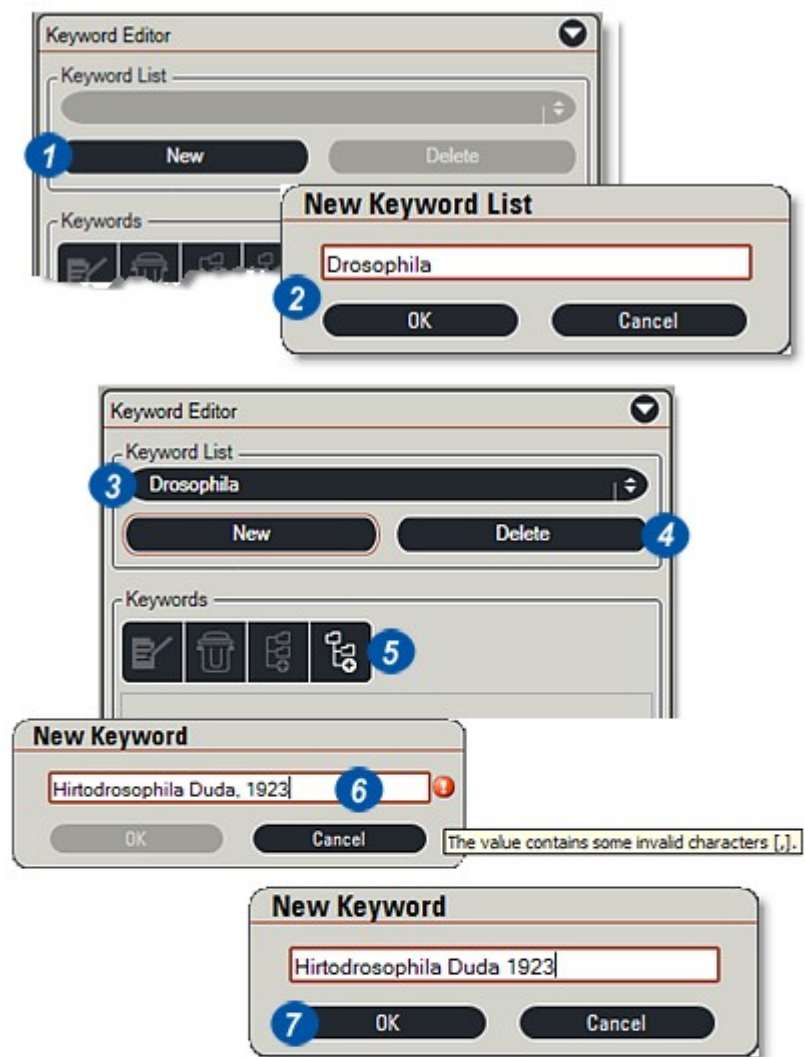 Keyword Editor
Keyword List
1 New Delete
Keywords
New Keyword List
Drosophila
2 OK Cancel
Keyword Editor
Keyword List
3 Drosophila
New Delete 4
Keywords
5
New Keyword
Hirtodrosophila Duda, 1923 6
OK Cancel
The value contains some invalid characters [,].
New Keyword
Hirtodrosophila Duda 1923
7 OK Cancel